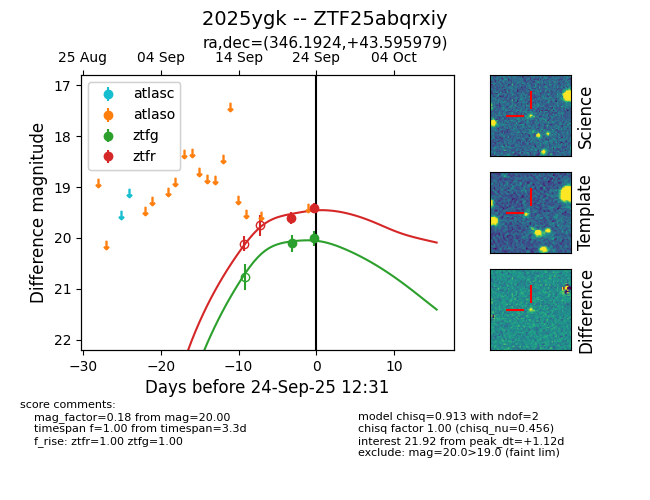 2025ygk -- ZTF25abqrxiy
ra,dec=(346.1924,+43.595979)
25 Aug 04 Sep 14 Sep 24 Sep 04 Oct
17
18
19
20
21
22
Difference magnitude
atlasc
atlaso
ztfg
ztfr
−30 −20 −10 0 10
Days before 24-Sep-25 12:31
Science
Template
Difference
score comments:
mag_factor=0.18 from mag=20.00
timespan f=1.00 from timespan=3.3d
f_rise: ztfr=1.00 ztfg=1.00
model chisq=0.913 with ndof=2
chisq factor 1.00 (chisq_nu=0.456)
interest 21.92 from peak_dt=+1.12d
exclude: mag=20.0>19.0 (faint lim)